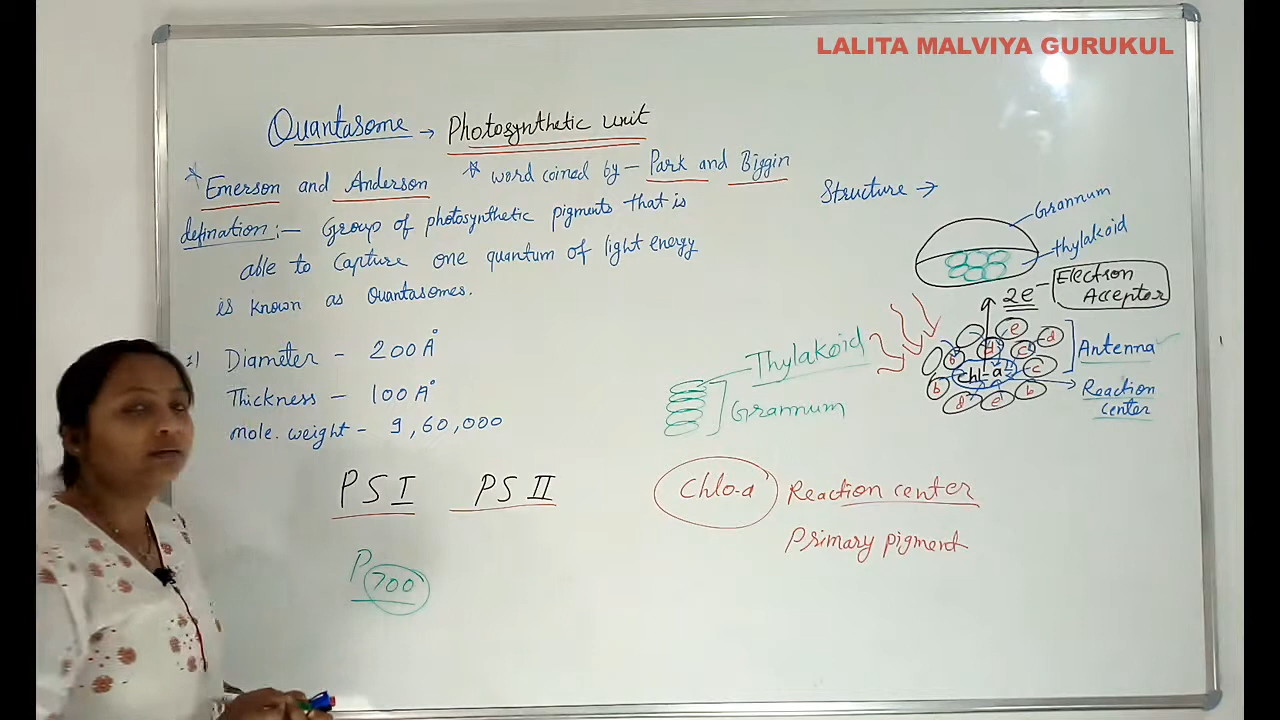 LALITA MALVIYA GURUKUL
Quantasome → Photosynthetic unit
* Emerson and Anderson * word coined by - Park and Biggin
defination :- Group of photosynthetic pigments that is
able to capture one quantum of light energy
is known as Quantasomes.
Diameter - 200 Å
Thickness - 100 Å
mole. weight - 9,60,000
PS I PS II
P700
Structure →
Grannum
Thylakoid
2e-
Electron
Acceptor
e
d
b
d
c
c
chl-a
b
d
e
b
Antenna
Reaction
center
Thylakoid
Grannum
Chlo-a Reaction center
Primary pigment